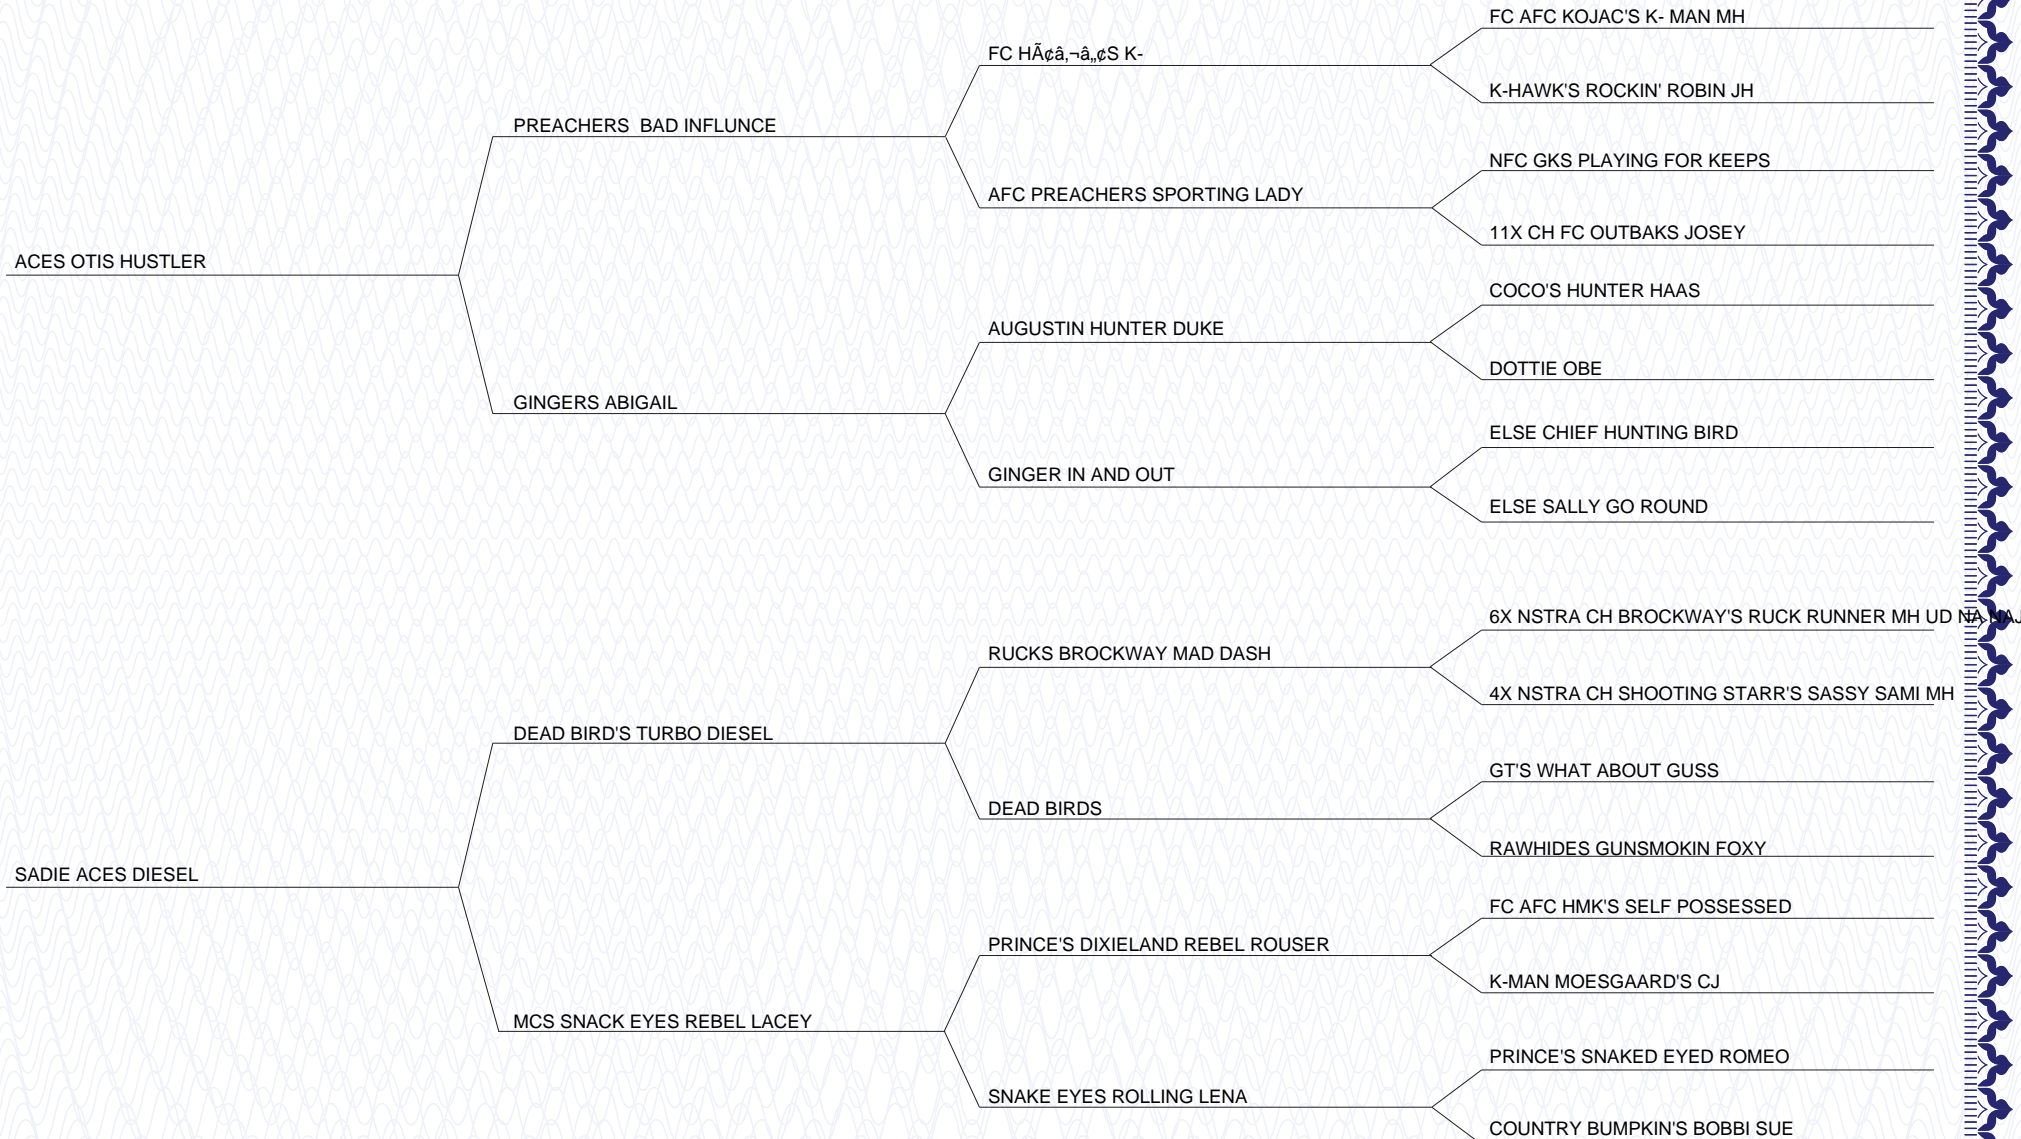 FC AFC KOJAC'S K- MAN MH
FC HÃ¢â‚¬â„¢S K-
K-HAWK'S ROCKIN' ROBIN JH
PREACHERS  BAD INFLUNCE
NFC GKS PLAYING FOR KEEPS
AFC PREACHERS SPORTING LADY
11X CH FC OUTBAKS JOSEY
ACES OTIS HUSTLER
COCO'S HUNTER HAAS
AUGUSTIN HUNTER DUKE
DOTTIE OBE
GINGERS ABIGAIL
ELSE CHIEF HUNTING BIRD
GINGER IN AND OUT
ELSE SALLY GO ROUND
6X NSTRA CH BROCKWAY'S RUCK RUNNER MH UD NA NAJ
RUCKS BROCKWAY MAD DASH
4X NSTRA CH SHOOTING STARR'S SASSY SAMI MH
DEAD BIRD'S TURBO DIESEL
GT'S WHAT ABOUT GUSS
DEAD BIRDS
RAWHIDES GUNSMOKIN FOXY
SADIE ACES DIESEL
FC AFC HMK'S SELF POSSESSED
PRINCE'S DIXIELAND REBEL ROUSER
K-MAN MOESGAARD'S CJ
MCS SNACK EYES REBEL LACEY
PRINCE'S SNAKED EYED ROMEO
SNAKE EYES ROLLING LENA
COUNTRY BUMPKIN'S BOBBI SUE